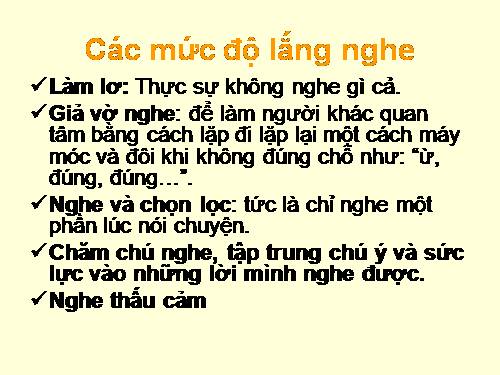 Các mức độ lắng nghe
Làm lơ: Thực sự không nghe gì cả.
Giả vờ nghe: để làm người khác quan
tâm bằng cách lặp đi lặp lại một cách máy
móc và đôi khi không đúng chỗ như: “ừ,
đúng, đúng…”.
Nghe và chọn lọc: tức là chỉ nghe một
phần lúc nói chuyện.
Chăm chú nghe, tập trung chú ý và sức
lực vào những lời mình nghe được.
Nghe thấu cảm